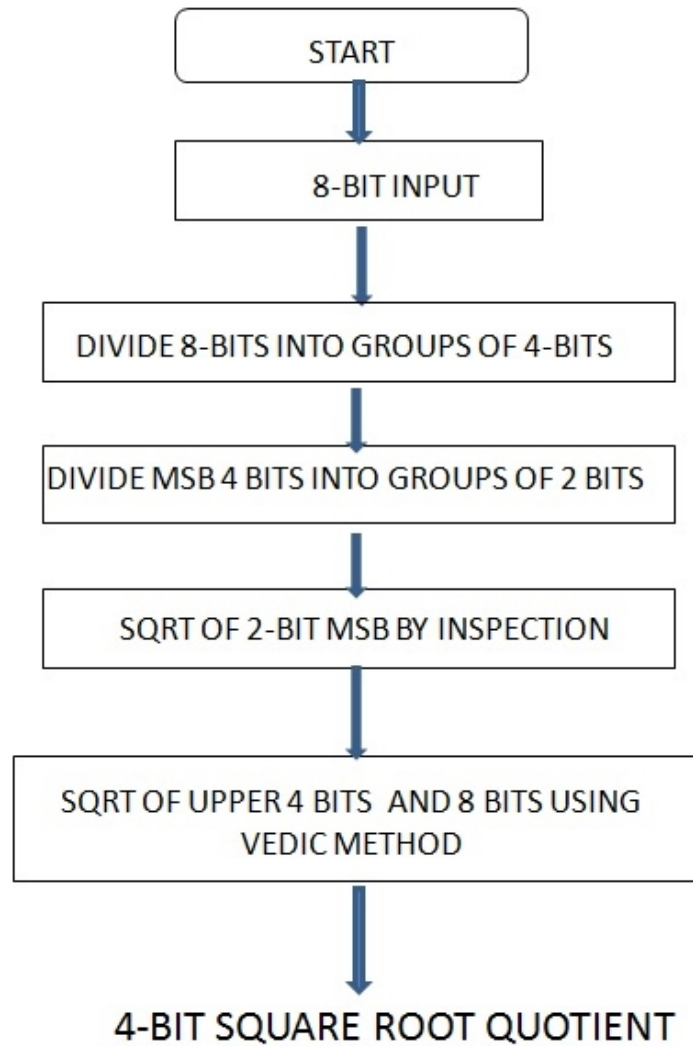 START
8-BIT INPUT
DIVIDE 8-BITS INTO GROUPS OF 4-BITS
DIVIDE MSB 4 BITS INTO GROUPS OF 2 BITS
SQRT OF 2-BIT MSB BY INSPECTION
SQRT OF UPPER 4 BITS AND 8 BITS USING
VEDIC METHOD
4-BIT SQUARE ROOT QUOTIENT